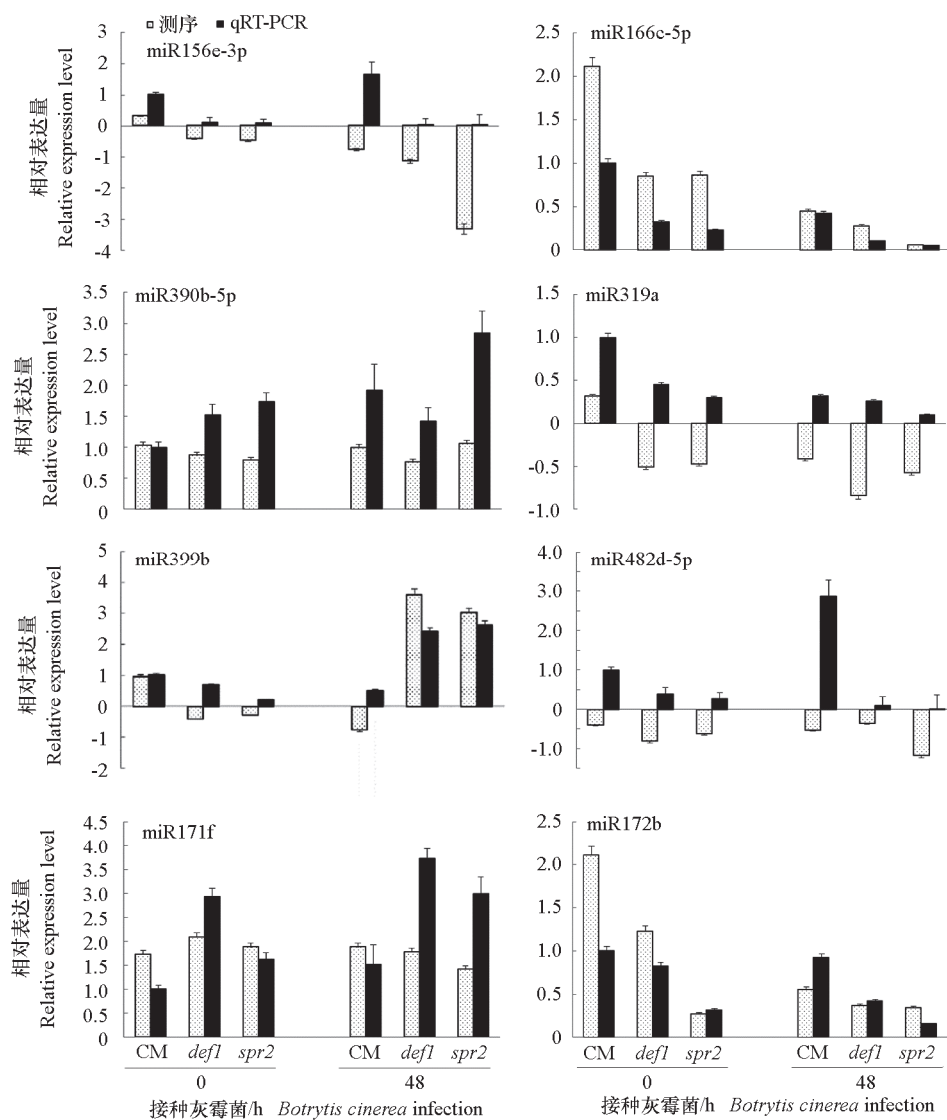 测序 qRT-PCR
miR156e-3p
3
2
1
0
-1
-2
-3
-4
相对表达量
Relative expression level
miR166c-5p
2.5
2.0
1.5
1.0
0.5
0
miR390b-5p
3.5
3.0
2.5
2.0
1.5
1.0
0.5
0
相对表达量
Relative expression level
miR319a
1.5
1.0
0.5
0
-0.5
-1.0
miR399b
5
4
3
2
1
0
-1
-2
相对表达量
Relative expression level
miR482d-5p
4.0
3.0
2.0
1.0
0
-1.0
miR171f
4.5
4.0
3.5
3.0
2.5
2.0
1.5
1.0
0.5
0
相对表达量
Relative expression level
miR172b
2.5
2.0
1.5
1.0
0.5
0
CM def1 spr2 CM def1 spr2 CM def1 spr2 CM def1 spr2
0 48 0 48
接种灰霉菌/h Botrytis cinerea infection 接种灰霉菌/h Botrytis cinerea infection